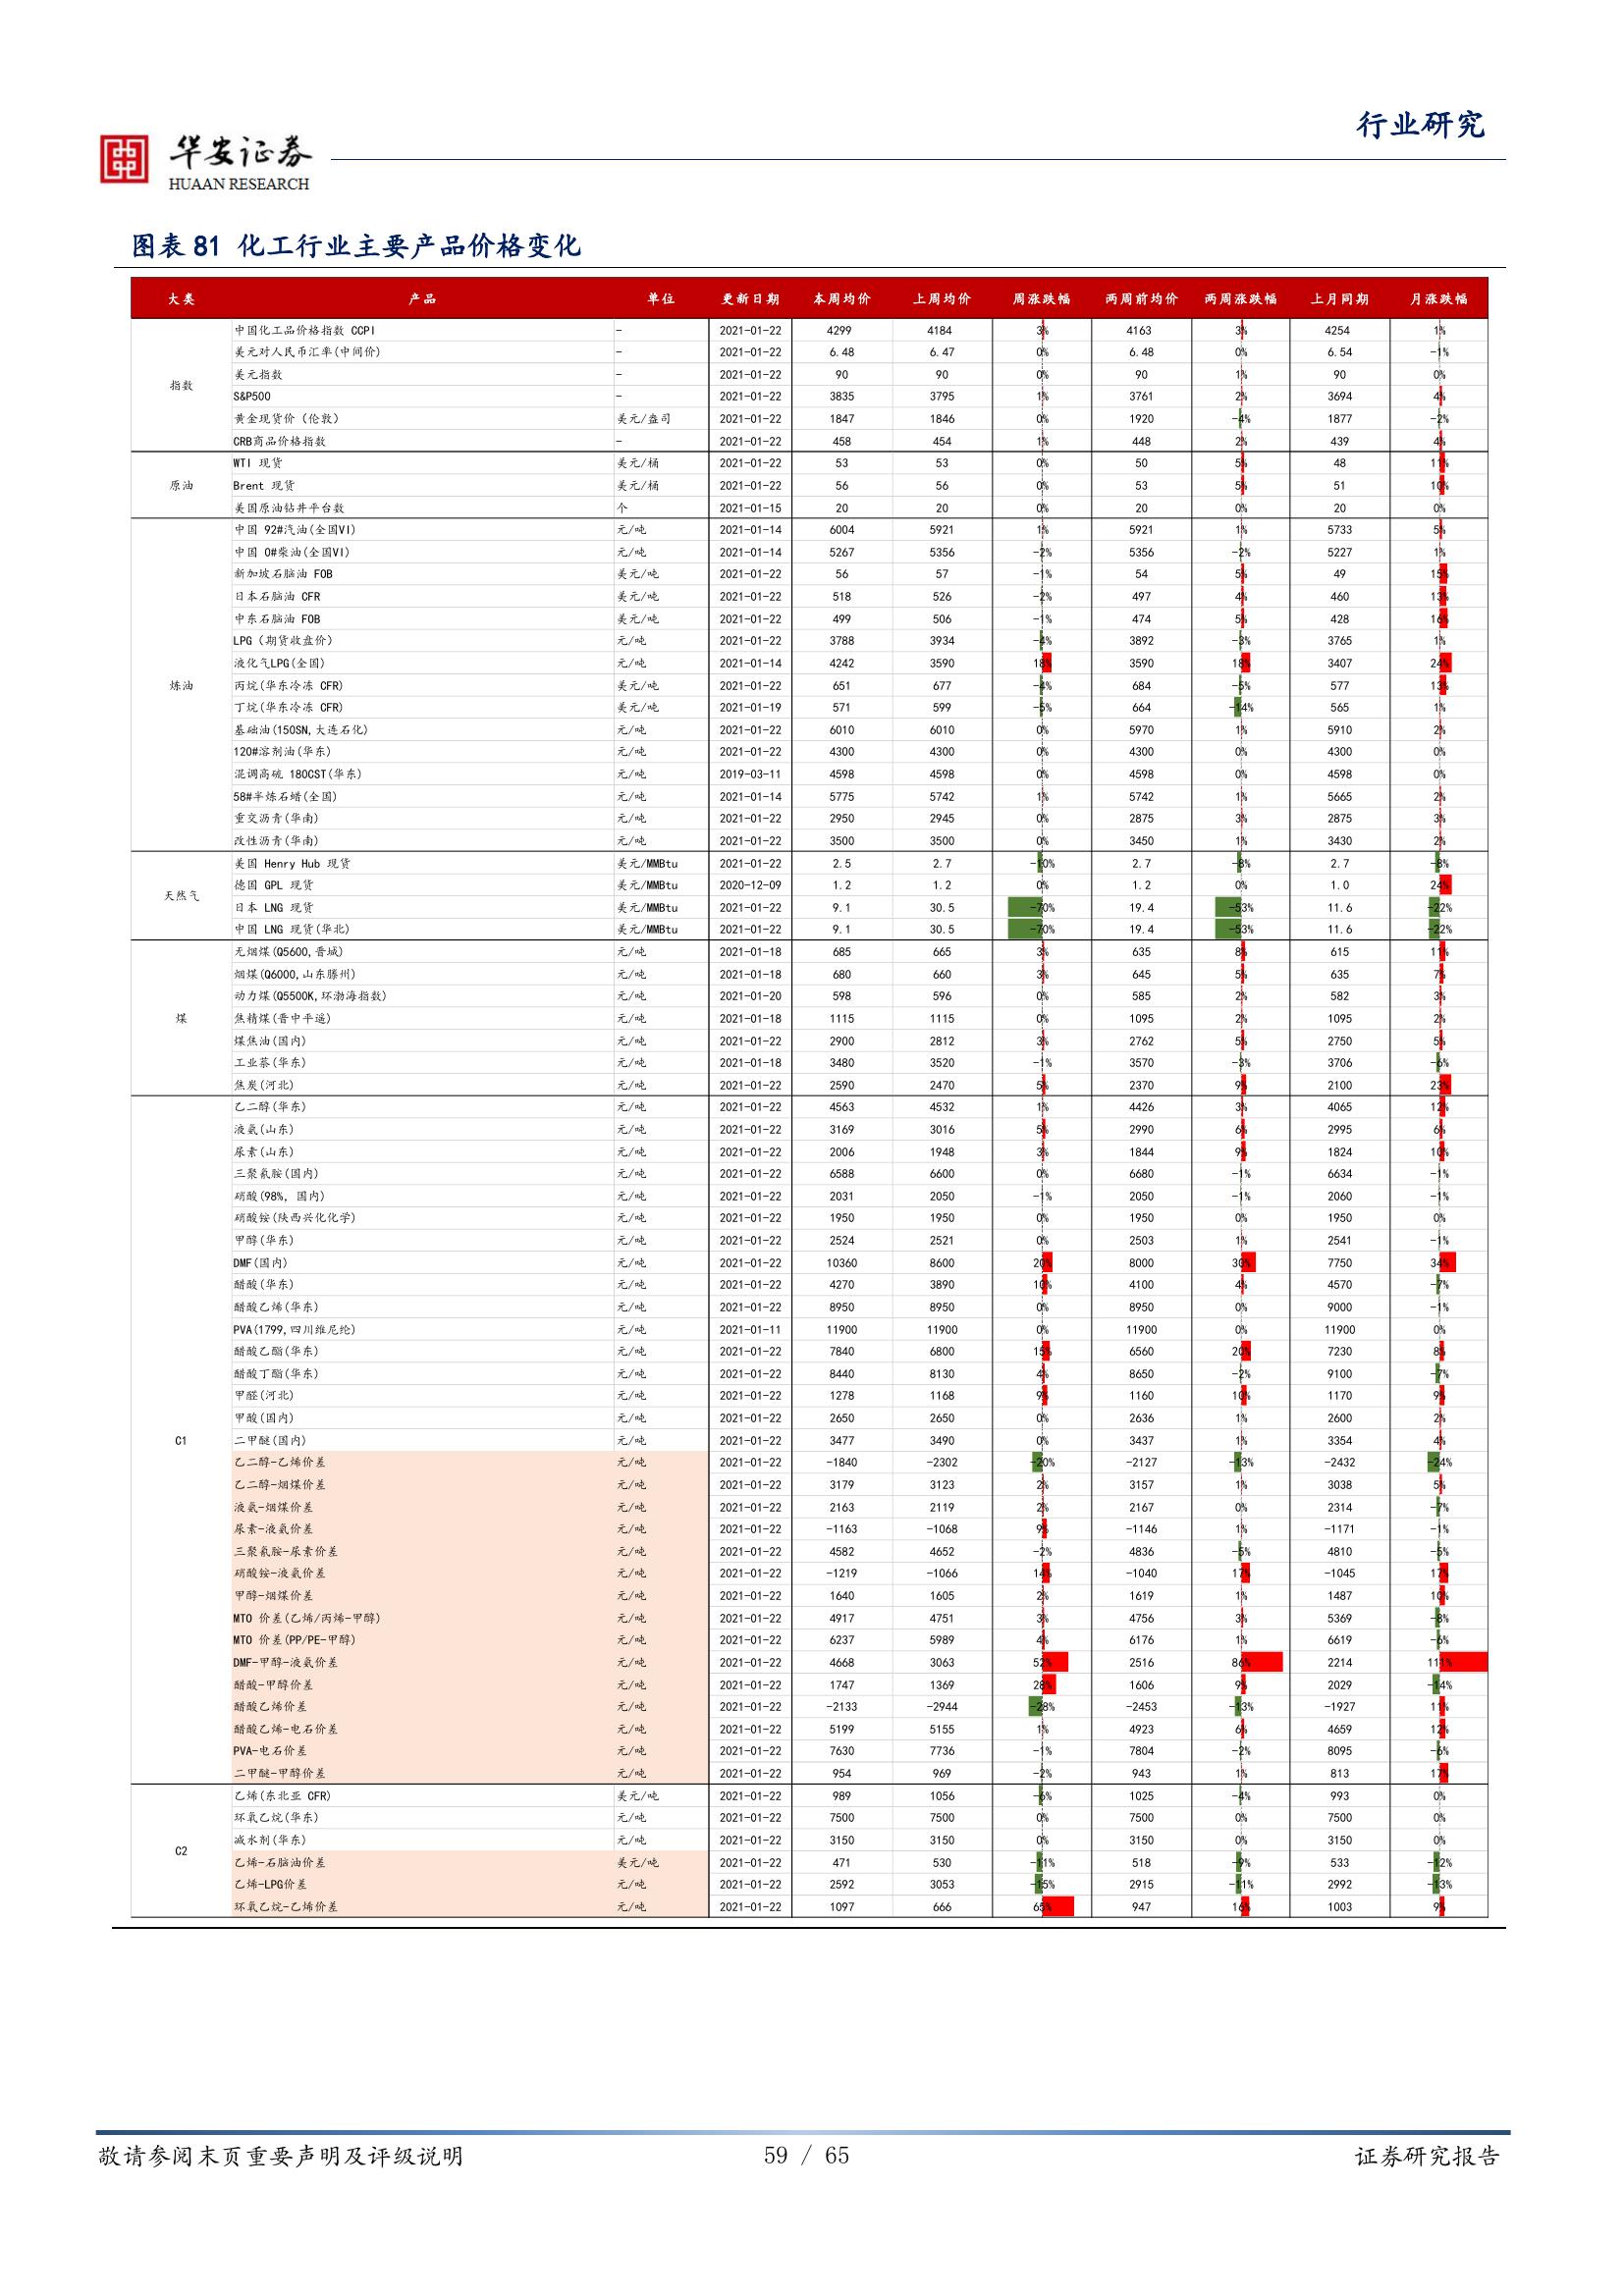 行业研究
华安证券
HUAAN RESEARCH
图表 81 化工行业主要产品价格变化
大类 产品 单位 更新日期 本周均价 上周均价 周涨跌幅 两周前均价 两周涨跌幅 上月同期 月涨跌幅
指数
中国化工品价格指数 CCPI - 2021-01-22 4299 4184 3% 4163 3% 4254 1%
美元对人民币汇率(中间价) - 2021-01-22 6.48 6.47 0% 6.48 0% 6.54 -1%
美元指数 - 2021-01-22 90 90 0% 90 1% 90 0%
S&P500 - 2021-01-22 3835 3795 1% 3761 2% 3694 4%
黄金现货价 (伦敦) 美元/盎司 2021-01-22 1847 1846 0% 1920 -4% 1877 -2%
CRB商品价格指数 - 2021-01-22 458 454 1% 448 2% 439 4%
原油
WTI 现货 美元/桶 2021-01-22 53 53 0% 50 5% 48 11%
Brent 现货 美元/桶 2021-01-22 56 56 0% 53 5% 51 10%
美国原油钻井平台数 个 2021-01-15 20 20 0% 20 0% 20 0%
炼油
中国 92#汽油(全国VI) 元/吨 2021-01-14 6004 5921 1% 5921 1% 5733 5%
中国 0#柴油(全国VI) 元/吨 2021-01-14 5267 5356 -2% 5356 -2% 5227 1%
新加坡石脑油 FOB 美元/吨 2021-01-22 56 57 -1% 54 5% 49 15%
日本石脑油 CFR 美元/吨 2021-01-22 518 526 -2% 497 4% 460 13%
中东石脑油 FOB 美元/吨 2021-01-22 499 506 -1% 474 5% 428 16%
LPG (期货收盘价) 元/吨 2021-01-22 3788 3934 -4% 3892 -3% 3765 1%
液化气LPG(全国) 元/吨 2021-01-14 4242 3590 18% 3590 18% 3407 24%
丙烷(华东冷冻 CFR) 美元/吨 2021-01-22 651 677 -4% 684 -5% 577 13%
丁烷(华东冷冻 CFR) 美元/吨 2021-01-19 571 599 -5% 664 -14% 565 1%
基础油(150SN,大连石化) 元/吨 2021-01-22 6010 6010 0% 5970 1% 5910 2%
120#溶剂油(华东) 元/吨 2021-01-22 4300 4300 0% 4300 0% 4300 0%
混调高硫 180CST(华东) 元/吨 2019-03-11 4598 4598 0% 4598 0% 4598 0%
58#半炼石蜡(全国) 元/吨 2021-01-14 5775 5742 1% 5742 1% 5665 2%
重交沥青(华南) 元/吨 2021-01-22 2950 2945 0% 2875 3% 2875 3%
改性沥青(华南) 元/吨 2021-01-22 3500 3500 0% 3450 1% 3430 2%
天然气
美国 Henry Hub 现货 美元/MMBtu 2021-01-22 2.5 2.7 -10% 2.7 -8% 2.7 -8%
德国 GPL 现货 美元/MMBtu 2020-12-09 1.2 1.2 0% 1.2 0% 1.0 24%
日本 LNG 现货 美元/MMBtu 2021-01-22 9.1 30.5 -70% 19.4 -53% 11.6 -22%
中国 LNG 现货(华北) 美元/MMBtu 2021-01-22 9.1 30.5 -70% 19.4 -53% 11.6 -22%
煤
无烟煤(Q5600,晋城) 元/吨 2021-01-18 685 665 3% 635 8% 615 11%
烟煤(Q6000,山东滕州) 元/吨 2021-01-18 680 660 3% 645 5% 635 7%
动力煤(Q5500K,环渤海指数) 元/吨 2021-01-20 598 596 0% 585 2% 582 3%
焦精煤(晋中平遥) 元/吨 2021-01-18 1115 1115 0% 1095 2% 1095 2%
煤焦油(国内) 元/吨 2021-01-22 2900 2812 3% 2762 5% 2750 5%
工业萘(华东) 元/吨 2021-01-18 3480 3520 -1% 3570 -3% 3706 -6%
焦炭(河北) 元/吨 2021-01-22 2590 2470 5% 2370 9% 2100 23%
C1
乙二醇(华东) 元/吨 2021-01-22 4563 4532 1% 4426 3% 4065 12%
液氨(山东) 元/吨 2021-01-22 3169 3016 5% 2990 6% 2995 6%
尿素(山东) 元/吨 2021-01-22 2006 1948 3% 1844 9% 1824 10%
三聚氰胺(国内) 元/吨 2021-01-22 6588 6600 0% 6680 -1% 6634 -1%
硝酸(98%, 国内) 元/吨 2021-01-22 2031 2050 -1% 2050 -1% 2060 -1%
硝酸铵(陕西兴化化学) 元/吨 2021-01-22 1950 1950 0% 1950 0% 1950 0%
甲醇(华东) 元/吨 2021-01-22 2524 2521 0% 2503 1% 2541 -1%
DMF(国内) 元/吨 2021-01-22 10360 8600 20% 8000 30% 7750 34%
醋酸(华东) 元/吨 2021-01-22 4270 3890 10% 4100 4% 4570 -7%
醋酸乙烯(华东) 元/吨 2021-01-22 8950 8950 0% 8950 0% 9000 -1%
PVA(1799,四川维尼纶) 元/吨 2021-01-11 11900 11900 0% 11900 0% 11900 0%
醋酸乙酯(华东) 元/吨 2021-01-22 7840 6800 15% 6560 20% 7230 8%
醋酸丁酯(华东) 元/吨 2021-01-22 8440 8130 4% 8650 -2% 9100 -7%
甲醛(河北) 元/吨 2021-01-22 1278 1168 9% 1160 10% 1170 9%
甲酸(国内) 元/吨 2021-01-22 2650 2650 0% 2636 1% 2600 2%
二甲醚(国内) 元/吨 2021-01-22 3477 3490 0% 3437 1% 3354 4%
乙二醇-乙烯价差 元/吨 2021-01-22 -1840 -2302 -20% -2127 -13% -2432 -24%
乙二醇-烟煤价差 元/吨 2021-01-22 3179 3123 2% 3157 1% 3038 5%
液氨-烟煤价差 元/吨 2021-01-22 2163 2119 2% 2167 0% 2314 -7%
尿素-液氨价差 元/吨 2021-01-22 -1163 -1068 9% -1146 1% -1171 -1%
三聚氰胺-尿素价差 元/吨 2021-01-22 4582 4652 -2% 4836 -5% 4810 -5%
硝酸铵-液氨价差 元/吨 2021-01-22 -1219 -1066 14% -1040 17% -1045 17%
甲醇-烟煤价差 元/吨 2021-01-22 1640 1605 2% 1619 1% 1487 10%
MTO 价差(乙烯/丙烯-甲醇) 元/吨 2021-01-22 4917 4751 3% 4756 3% 5369 -8%
MTO 价差(PP/PE-甲醇) 元/吨 2021-01-22 6237 5989 4% 6176 1% 6619 -6%
DMF-甲醇-液氨价差 元/吨 2021-01-22 4668 3063 52% 2516 86% 2214 111%
醋酸-甲醇价差 元/吨 2021-01-22 1747 1369 28% 1606 9% 2029 -14%
醋酸乙烯价差 元/吨 2021-01-22 -2133 -2944 -28% -2453 -13% -1927 11%
醋酸乙烯-电石价差 元/吨 2021-01-22 5199 5155 1% 4923 6% 4659 12%
PVA-电石价差 元/吨 2021-01-22 7630 7736 -1% 7804 -2% 8095 -6%
二甲醚-甲醇价差 元/吨 2021-01-22 954 969 -2% 943 1% 813 17%
C2
乙烯(东北亚 CFR) 美元/吨 2021-01-22 989 1056 -6% 1025 -4% 993 0%
环氧乙烷(华东) 元/吨 2021-01-22 7500 7500 0% 7500 0% 7500 0%
减水剂(华东) 元/吨 2021-01-22 3150 3150 0% 3150 0% 3150 0%
乙烯-石脑油价差 美元/吨 2021-01-22 471 530 -11% 518 -9% 533 -12%
乙烯-LPG价差 元/吨 2021-01-22 2592 3053 -15% 2915 -11% 2992 -13%
环氧乙烷-乙烯价差 元/吨 2021-01-22 1097 666 65% 947 16% 1003 9%
敬请参阅末页重要声明及评级说明 59 / 65 证券研究报告